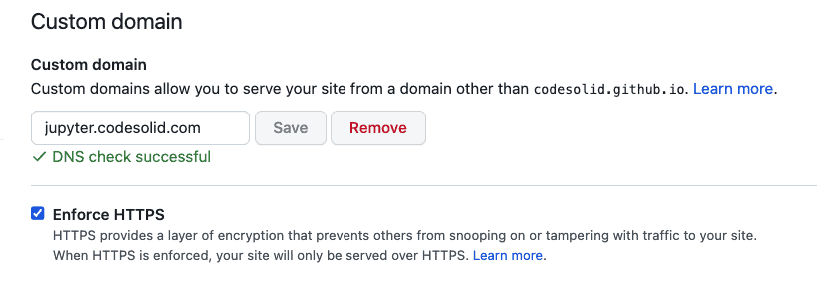 Custom domain
Custom domain
Custom domains allow you to serve your site from a domain other than codesolid.github.io. Learn more.
jupyter.codesolid.com Save Remove
DNS check successful
Enforce HTTPS
HTTPS provides a layer of encryption that prevents others from snooping on or tampering with traffic to your site.
When HTTPS is enforced, your site will only be served over HTTPS. Learn more.